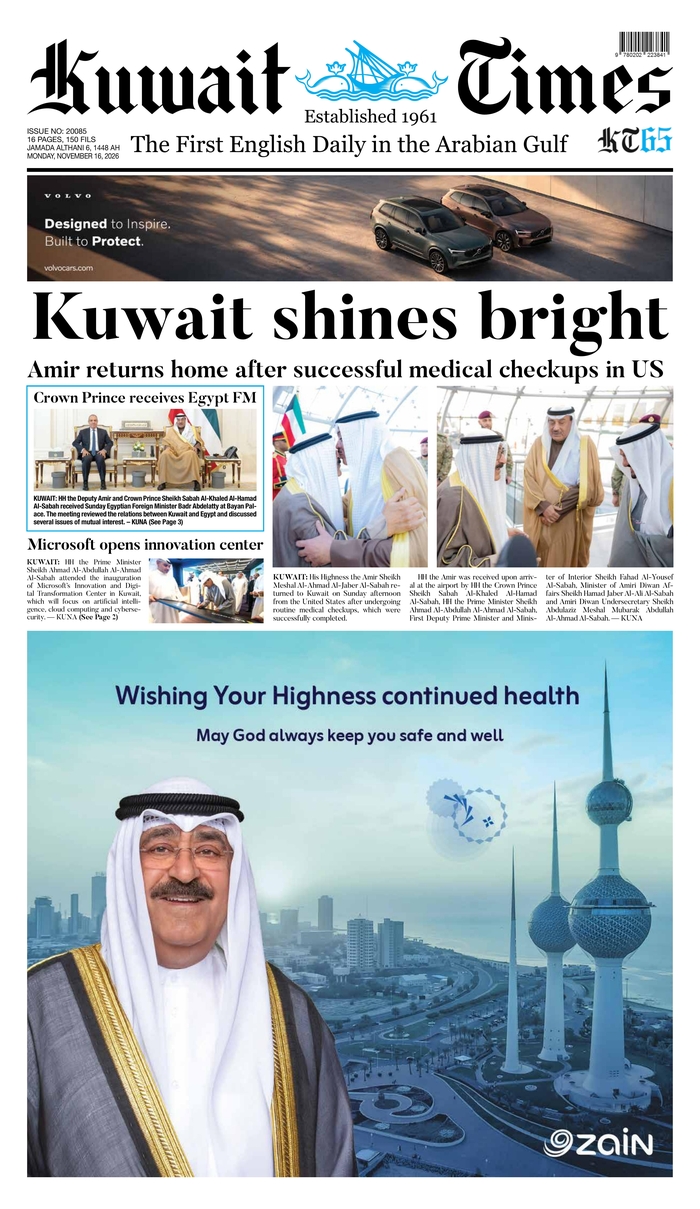 Kuwait Times
Established 1961
The First English Daily in the Arabian Gulf
9 780202 223841
KT65
ISSUE NO: 20085
16 PAGES, 150 FILS
JAMADA ALTHANI 6, 1448 AH
MONDAY, NOVEMBER 16, 2026
VOLVO
Designed to Inspire.
Built to Protect.
volvocars.com
Kuwait shines bright
Amir returns home after successful medical checkups in US
Crown Prince receives Egypt FM
KUWAIT: HH the Deputy Amir and Crown Prince Sheikh Sabah Al-Khaled Al-Hamad
Al-Sabah received Sunday Egyptian Foreign Minister Badr Abdelatty at Bayan Pal-
ace. The meeting reviewed the relations between Kuwait and Egypt and discussed
several issues of mutual interest. – KUNA (See Page 3)
Microsoft opens innovation center
KUWAIT: HH the Prime Minister
Sheikh Ahmad Al-Abdullah Al-Ahmad
Al-Sabah attended the inauguration
of Microsoft's Innovation and Digi-
tal Transformation Center in Kuwait,
which will focus on artificial intelli-
gence, cloud computing and cyberse-
curity. — KUNA (See Page 2)
KUWAIT: His Highness the Amir Sheikh
Meshal Al-Ahmad Al-Jaber Al-Sabah re-
turned to Kuwait on Sunday afternoon
from the United States after undergoing
routine medical checkups, which were
successfully completed.
HH the Amir was received upon arriv-
al at the airport by HH the Crown Prince
Sheikh Sabah Al-Khaled Al-Hamad
Al-Sabah, HH the Prime Minister Sheikh
Ahmad Al-Abdullah Al-Ahmad Al-Sabah,
First Deputy Prime Minister and Minis-
ter of Interior Sheikh Fahad Al-Yousef
Al-Sabah, Minister of Amiri Diwan Af-
fairs Sheikh Hamad Jaber Al-Ali Al-Sabah
and Amiri Diwan Undersecretary Sheikh
Abdulaziz Meshal Mubarak Abdullah
Al-Ahmad Al-Sabah. — KUNA
Wishing Your Highness continued health
May God always keep you safe and well
zain